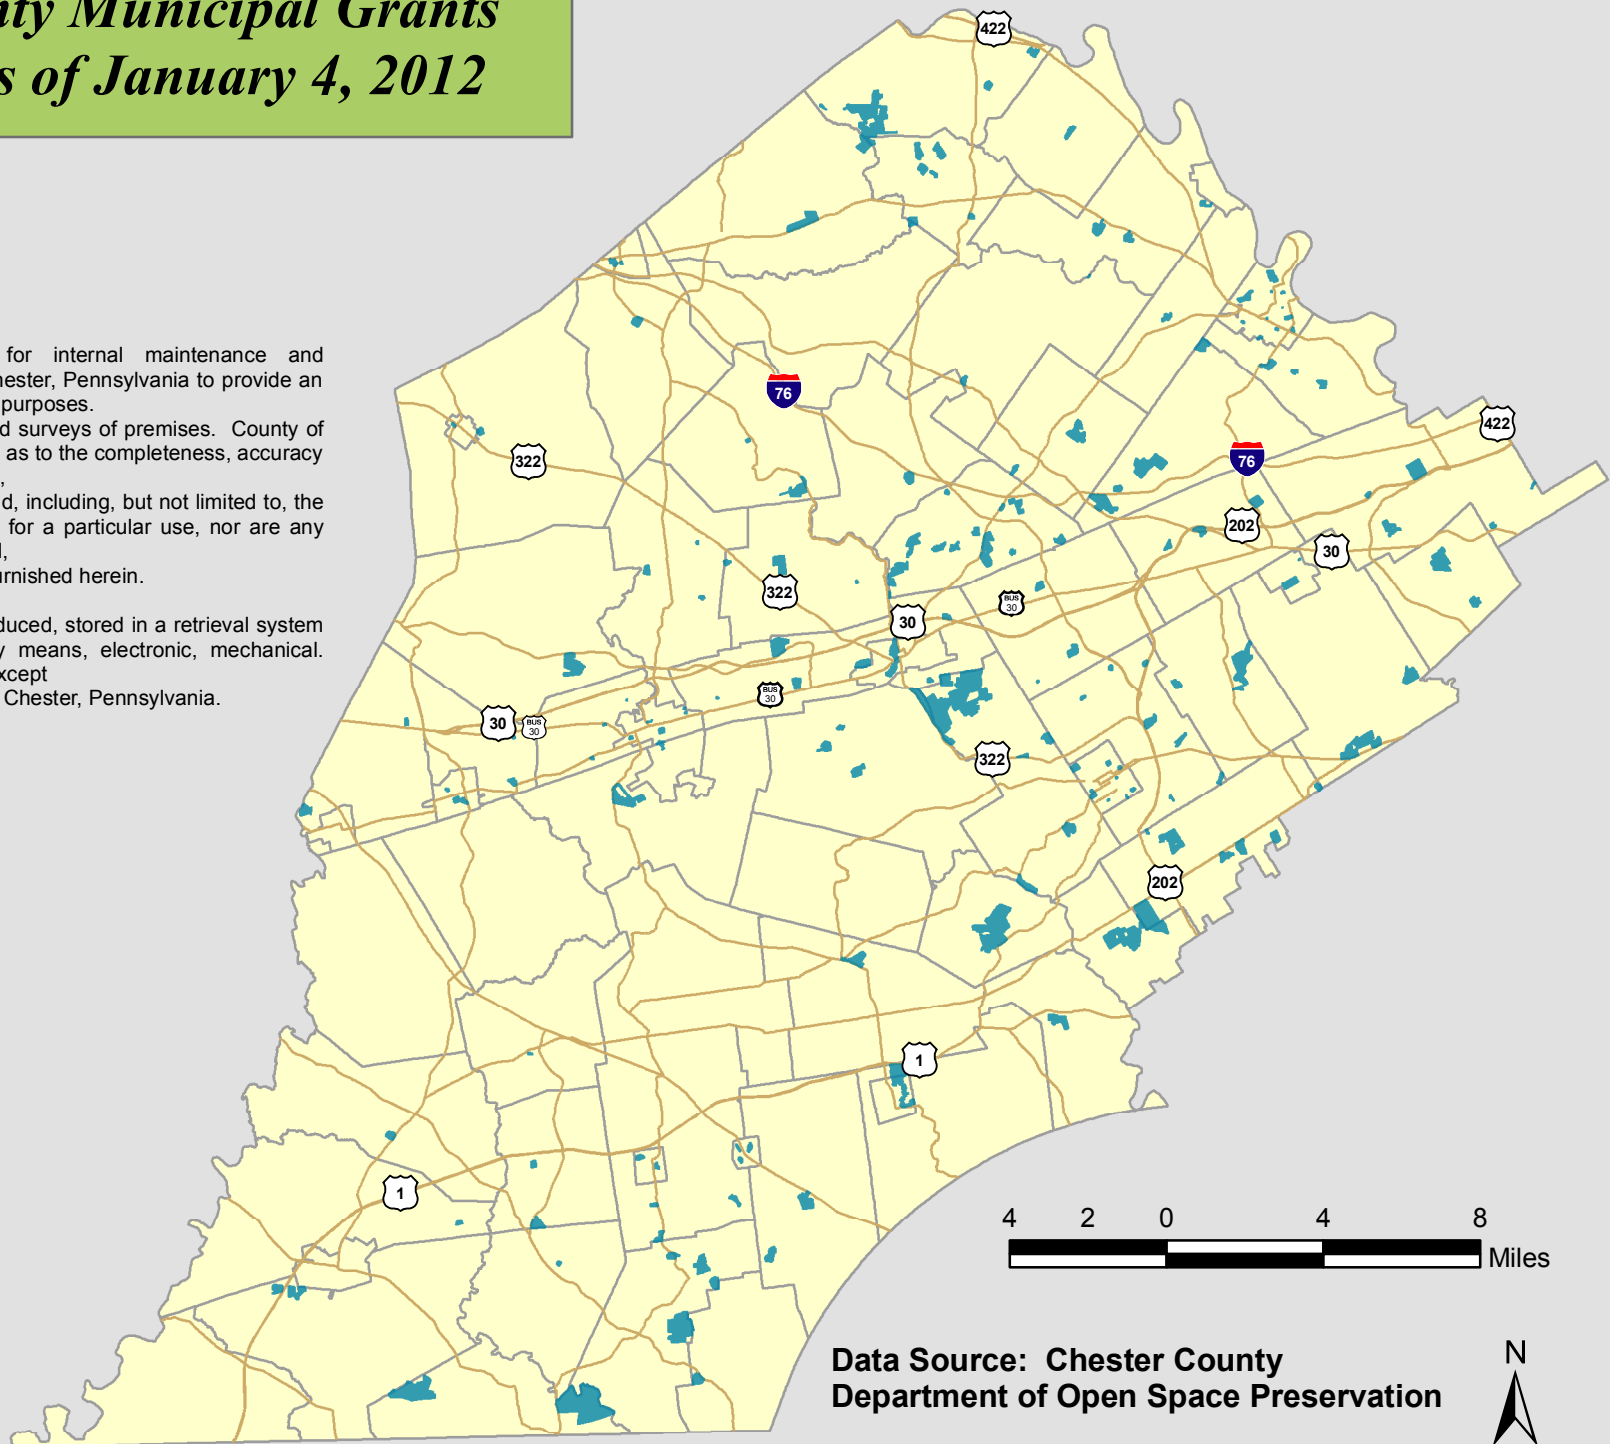 nty Municipal Grants
s of January 4, 2012
for internal maintenance and
hester, Pennsylvania to provide an
purposes.
d surveys of premises. County of
as to the completeness, accuracy
,
d, including, but not limited to, the
for a particular use, nor are any
l,
urnished herein.
duced, stored in a retrieval system
y means, electronic, mechanical.
xcept
Chester, Pennsylvania.
422
76
322
422
76
202
30
322
BUS
30
30
BUS
30
30
BUS
30
322
202
1
1
4 2 0 4 8
Miles
Data Source: Chester County
Department of Open Space Preservation
N